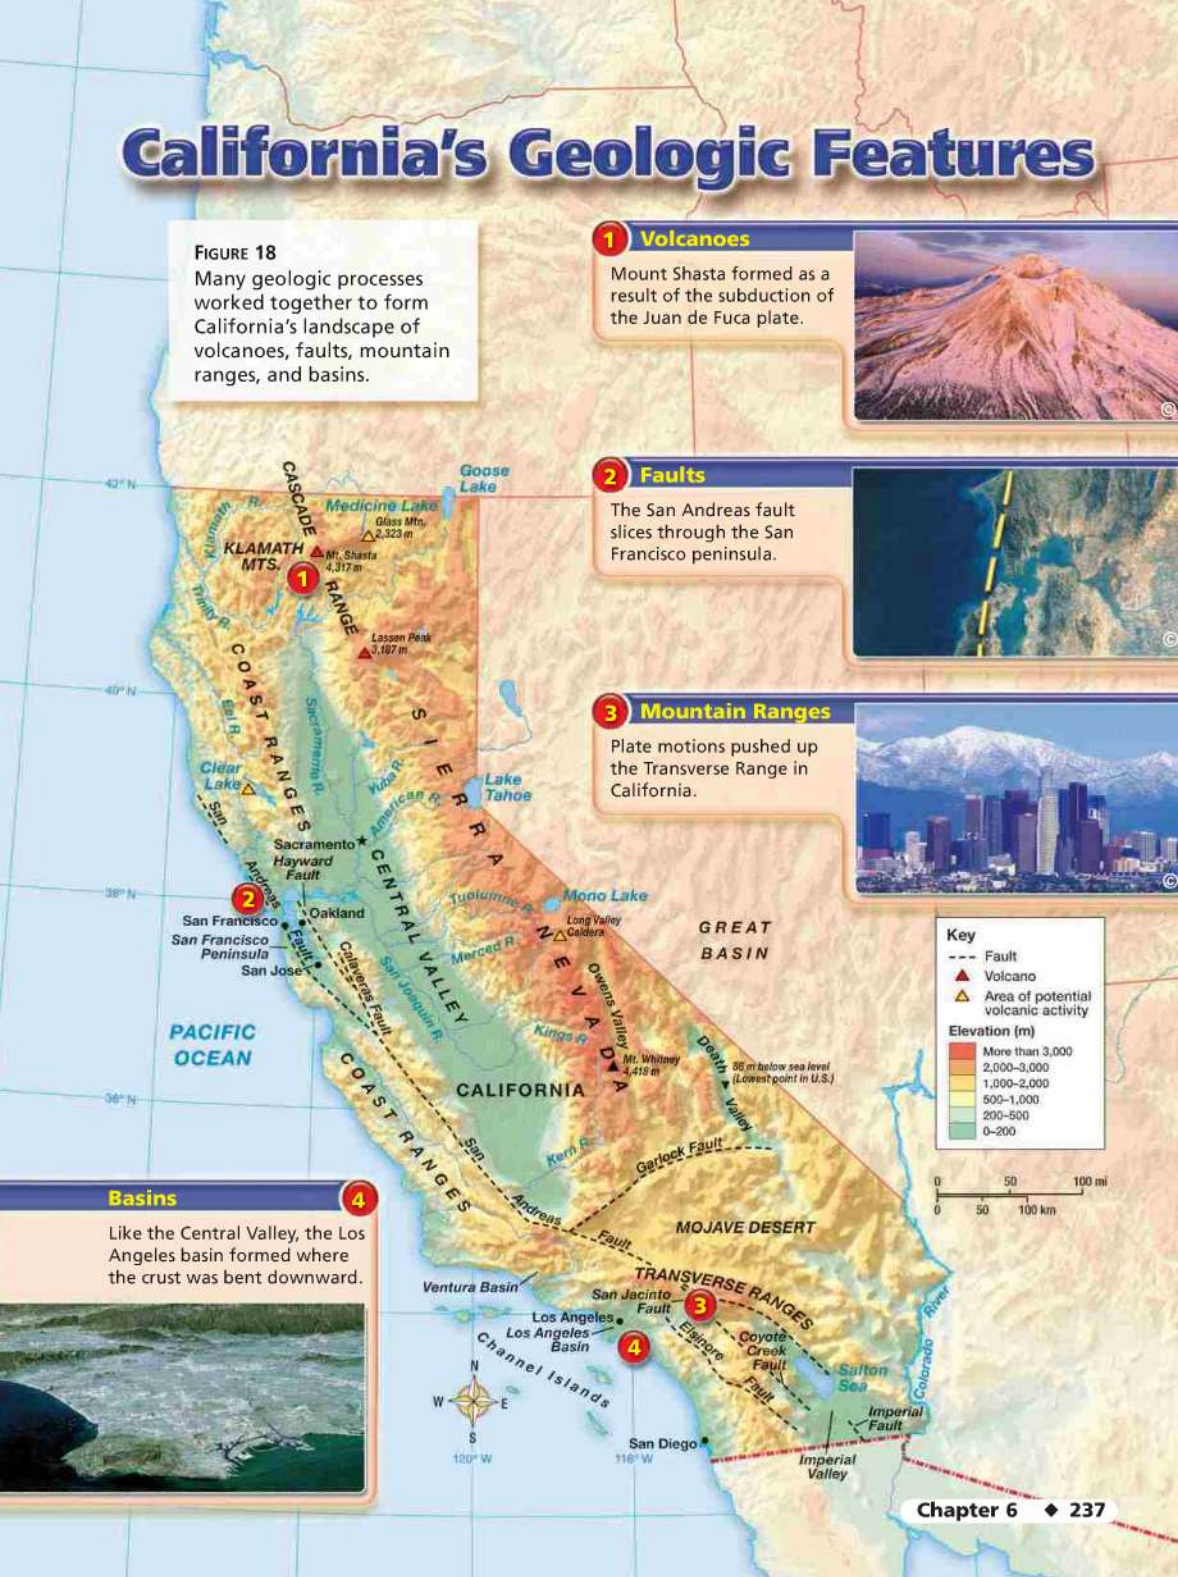 California's Geologic Features
FIGURE 18
Many geologic processes
worked together to form
California's landscape of
volcanoes, faults, mountain
ranges, and basins.
1 Volcanoes
Mount Shasta formed as a
result of the subduction of
the Juan de Fuca plate.
©
2 Faults
The San Andreas fault
slices through the San
Francisco peninsula.
©
3 Mountain Ranges
Plate motions pushed up
the Transverse Range in
California.
©
42° N
CASCADE
RANGE
Goose
Lake
Medicine Lake
Glass Mtn.
2,323 m
Klamath R.
KLAMATH
MTS.
Mt. Shasta
4,317 m
1
Trinity R.
Lassen Peak
3,187 m
COAST RANGES
40° N
Eel R.
Sacramento R.
SIERRA
NEVADA
Clear
Lake
Yuba R.
American R.
Lake
Tahoe
San
Andreas
Fault
Sacramento
Hayward
Fault
CENTRAL VALLEY
38° N
2
Oakland
San Francisco
San Francisco
Peninsula
San Jose
Calaveras Fault
Tuolumne R.
Mono Lake
Long Valley
Caldera
Merced R.
San Joaquin R.
Owens Valley
GREAT
BASIN
PACIFIC
OCEAN
Kings R.
Mt. Whitney
4,418 m
Death
Valley
86 m below sea level
(Lowest point in U.S.)
CALIFORNIA
COAST RANGES
36° N
San
Andreas
Fault
Kern R.
Garlock Fault
MOJAVE DESERT
Key
Fault
Volcano
Area of potential
volcanic activity
Elevation (m)
More than 3,000
2,000–3,000
1,000–2,000
500–1,000
200–500
0–200
0 50 100 mi
0 50 100 km
Basins 4
Like the Central Valley, the Los
Angeles basin formed where
the crust was bent downward.
Ventura Basin
TRANSVERSE RANGES
San Jacinto
Fault
3
Los Angeles
Los Angeles
Basin
4
Elsinore
Fault
Coyote
Creek
Fault
Channel Islands
Salton
Sea
Colorado River
Imperial
Fault
N
W E
S
San Diego
Imperial
Valley
120° W
118° W
Chapter 6 ◆ 237